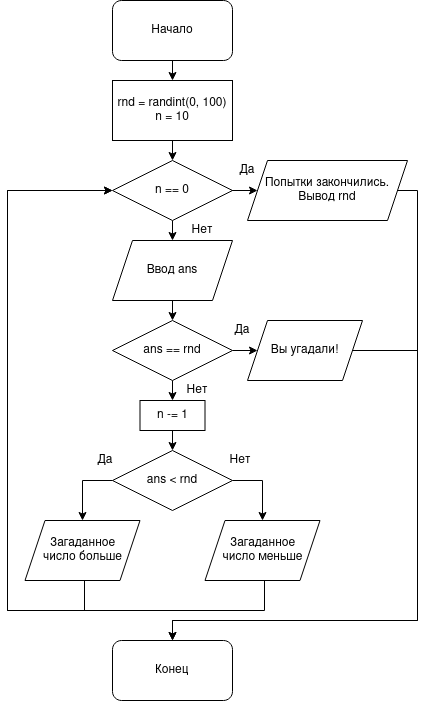 Начало
rnd = randint(0, 100)
n = 10
n == 0
Да
Попытки закончились.
Вывод rnd
Нет
Ввод ans
ans == rnd
Да
Вы угадали!
Нет
n -= 1
Да
ans < rnd
Нет
Загаданное
число больше
Загаданное
число меньше
Конец